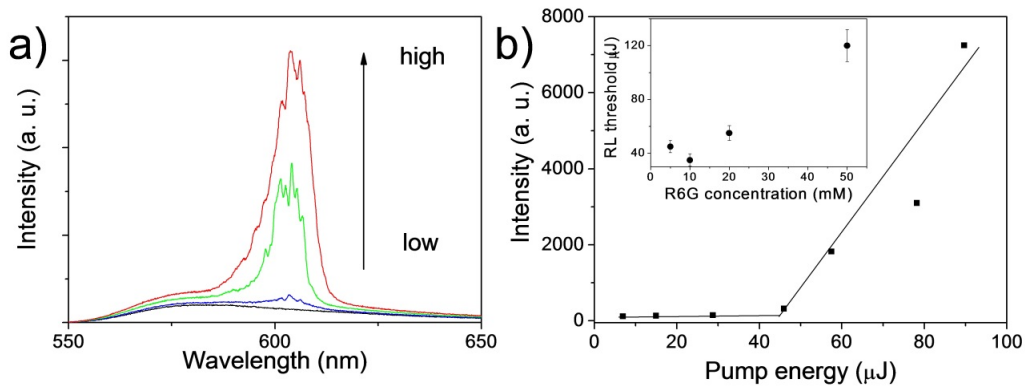 a)
high
low
Intensity (a. u.)
550
600
650
Wavelength (nm)
b)
8000
6000
4000
2000
0
Intensity (a. u.)
0
20
40
60
80
100
Pump energy (μJ)
120
80
40
RL threshold (μJ)
0
10
20
30
40
50
R6G concentration (mM)